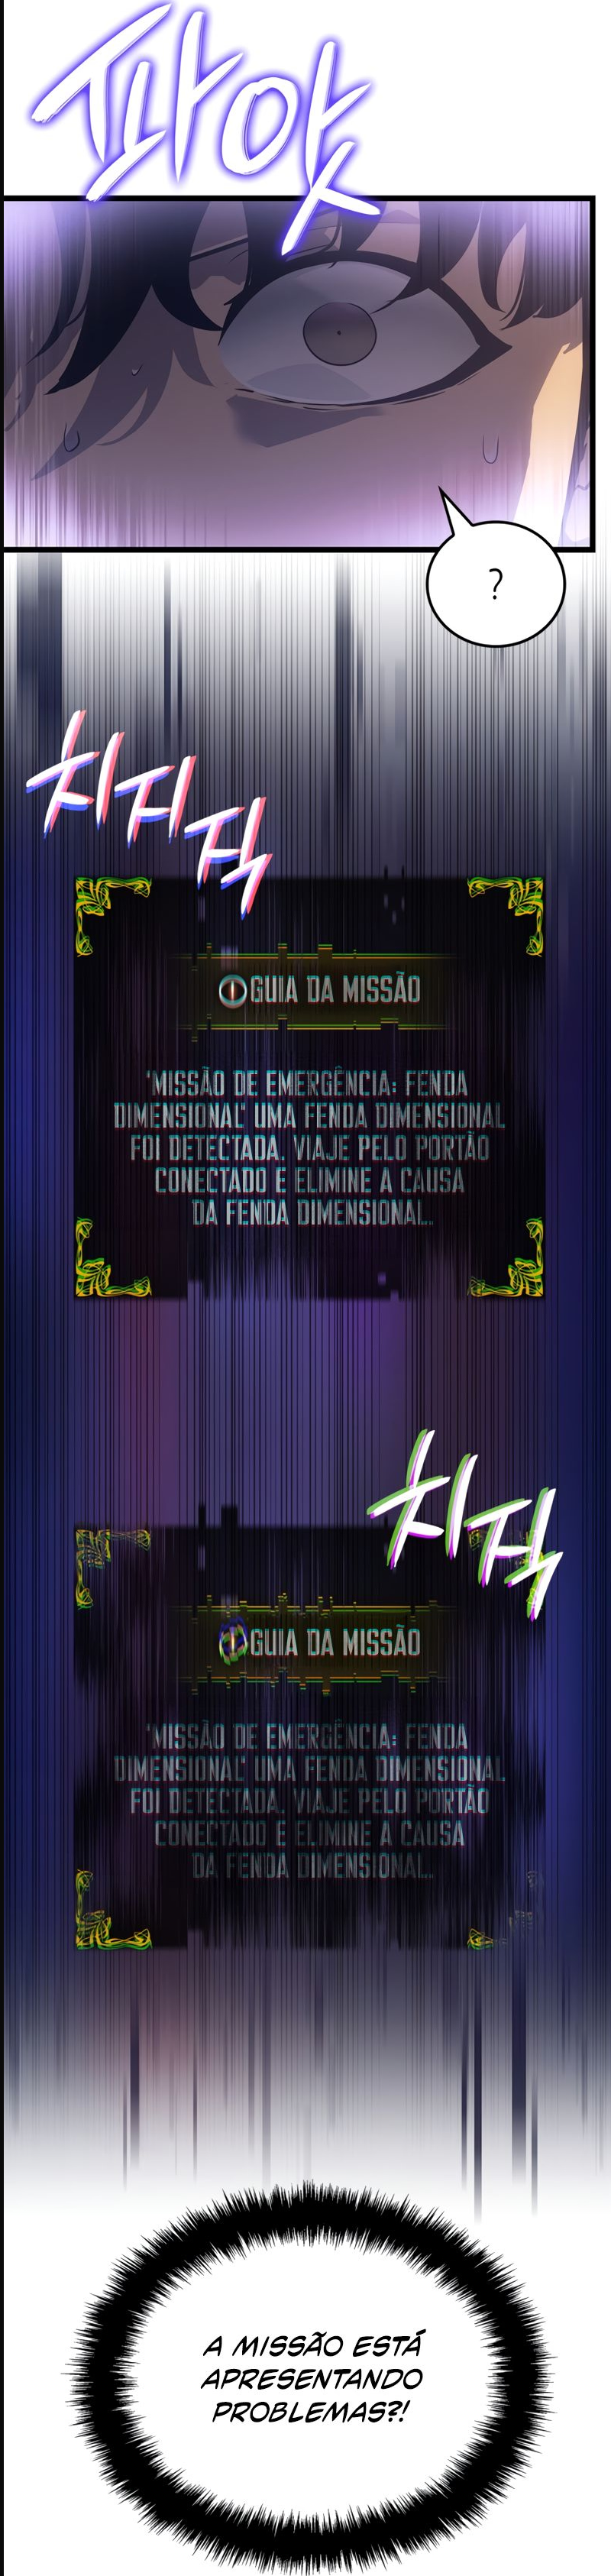 파앗
?
치지직
GUIA DA MISSÃO
'MISSÃO DE EMERGÊNCIA: FENDA
DIMENSIONAL' UMA FENDA DIMENSIONAL
FOI DETECTADA. VIAJE PELO PORTÃO
CONECTADO E ELIMINE A CAUSA
DA FENDA DIMENSIONAL.
치직
GUIA DA MISSÃO
'MISSÃO DE EMERGÊNCIA: FENDA
DIMENSIONAL' UMA FENDA DIMENSIONAL
FOI DETECTADA. VIAJE PELO PORTÃO
CONECTADO E ELIMINE A CAUSA
DA FENDA DIMENSIONAL.
A MISSÃO ESTÁ
APRESENTANDO
PROBLEMAS?!